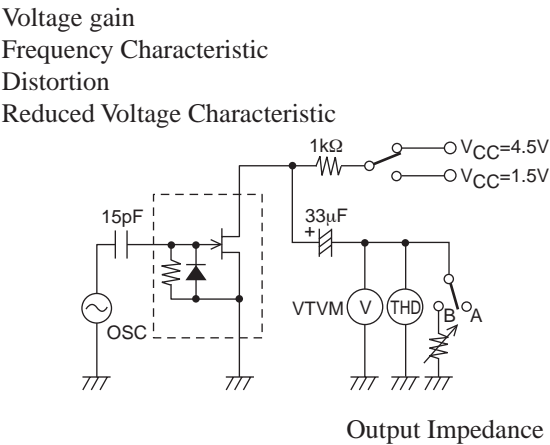 Voltage gain
Frequency Characteristic
Distortion
Reduced Voltage Characteristic
1kΩ
VCC=4.5V
VCC=1.5V
15pF
33μF
+
VTVM
V
THD
B
A
OSC
Output Impedance